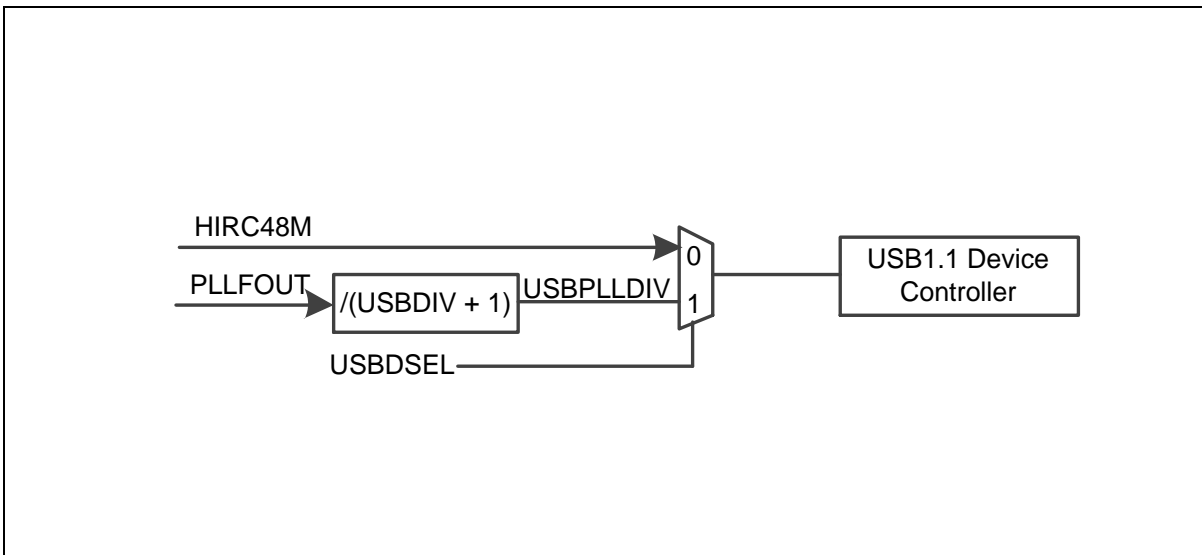 HIRC48M
PLLFOUT
/(USBDIV + 1)
USBPLLDIV
0
1
USBDSEL
USB1.1 Device
Controller